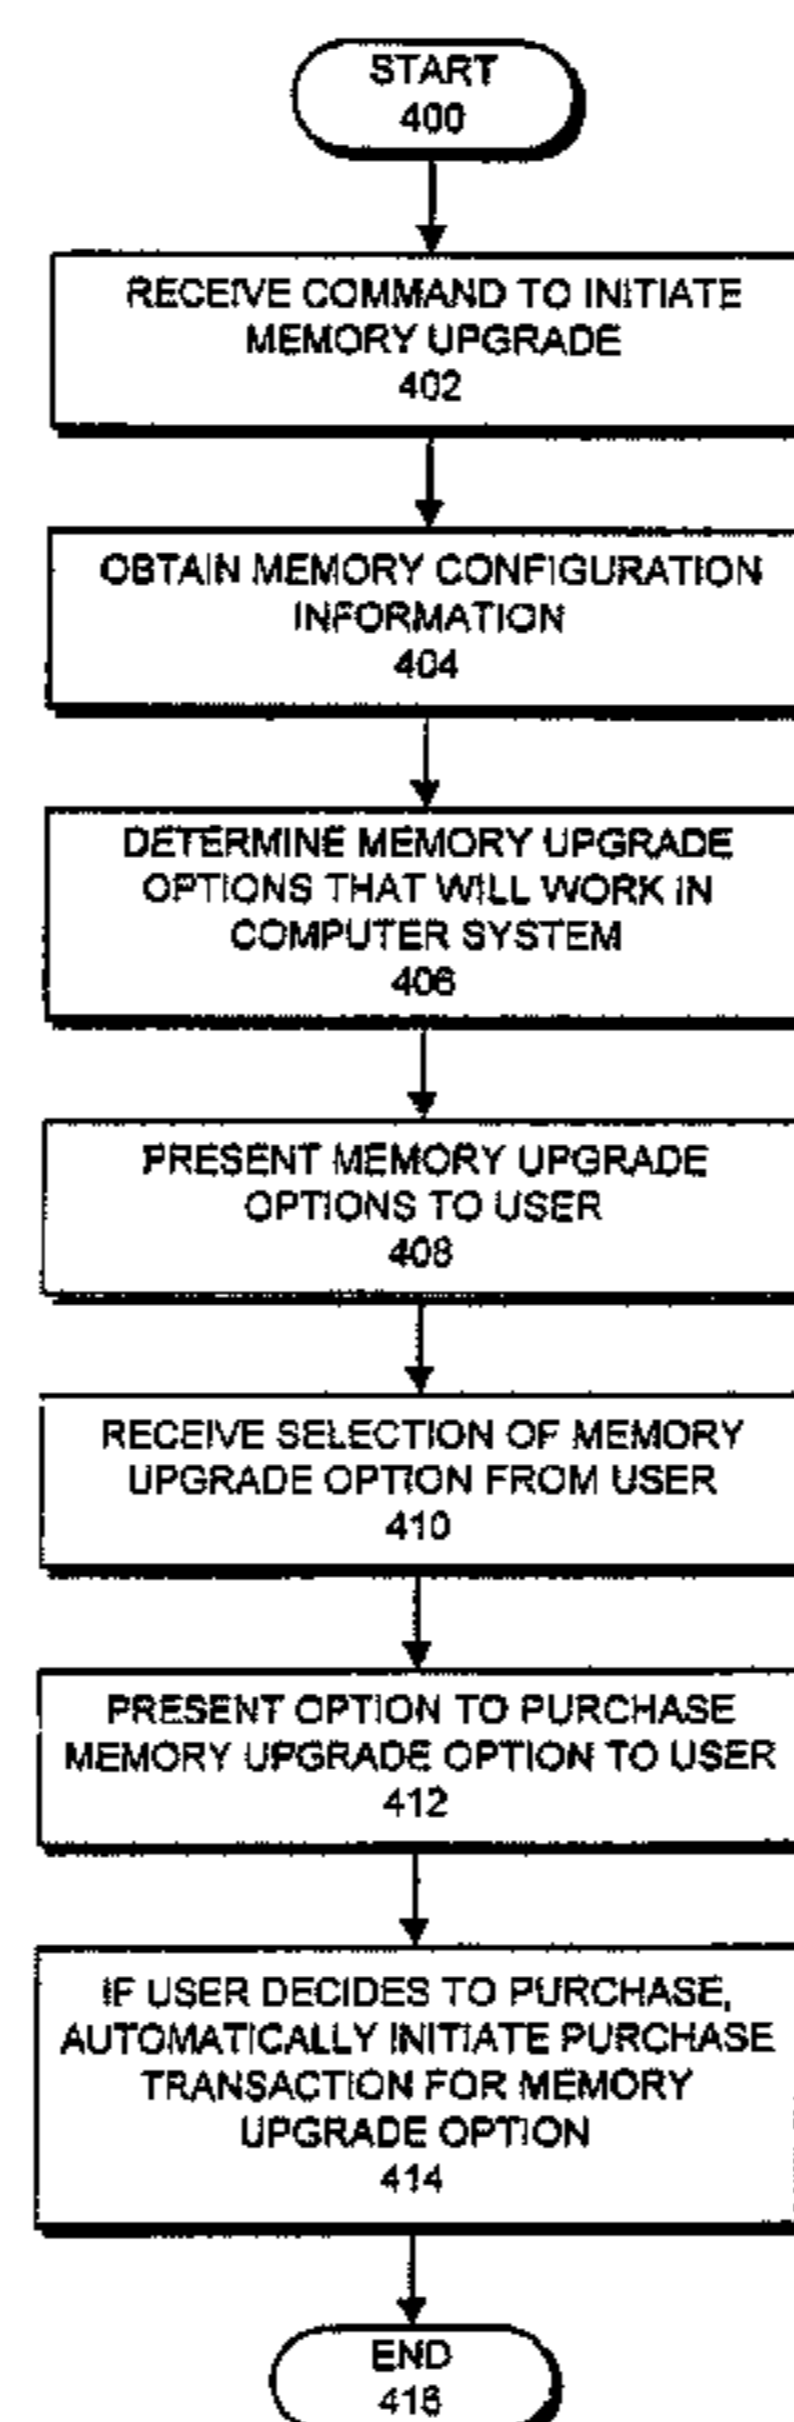 START
400
RECEIVE COMMAND TO INITIATE
MEMORY UPGRADE
402
OBTAIN MEMORY CONFIGURATION
INFORMATION
404
DETERMINE MEMORY UPGRADE
OPTIONS THAT WILL WORK IN
COMPUTER SYSTEM
406
PRESENT MEMORY UPGRADE
OPTIONS TO USER
408
RECEIVE SELECTION OF MEMORY
UPGRADE OPTION FROM USER
410
PRESENT OPTION TO PURCHASE
MEMORY UPGRADE OPTION TO USER
412
IF USER DECIDES TO PURCHASE,
AUTOMATICALLY INITIATE PURCHASE
TRANSACTION FOR MEMORY
UPGRADE OPTION
414
END
416